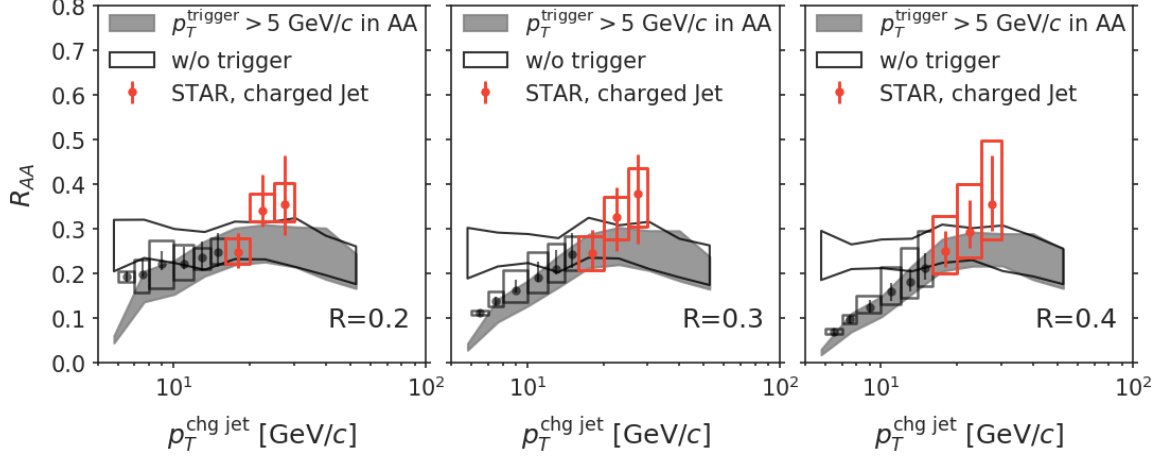 0.8
0.7
0.6
0.5
0.4
0.3
0.2
0.1
0.0
R_AA
p_T^trigger > 5 GeV/c in AA
w/o trigger
STAR, charged Jet
R=0.2
10^1
10^2
p_T^chg jet [GeV/c]
p_T^trigger > 5 GeV/c in AA
w/o trigger
STAR, charged Jet
R=0.3
10^1
10^2
p_T^chg jet [GeV/c]
p_T^trigger > 5 GeV/c in AA
w/o trigger
STAR, charged Jet
R=0.4
10^1
10^2
p_T^chg jet [GeV/c]